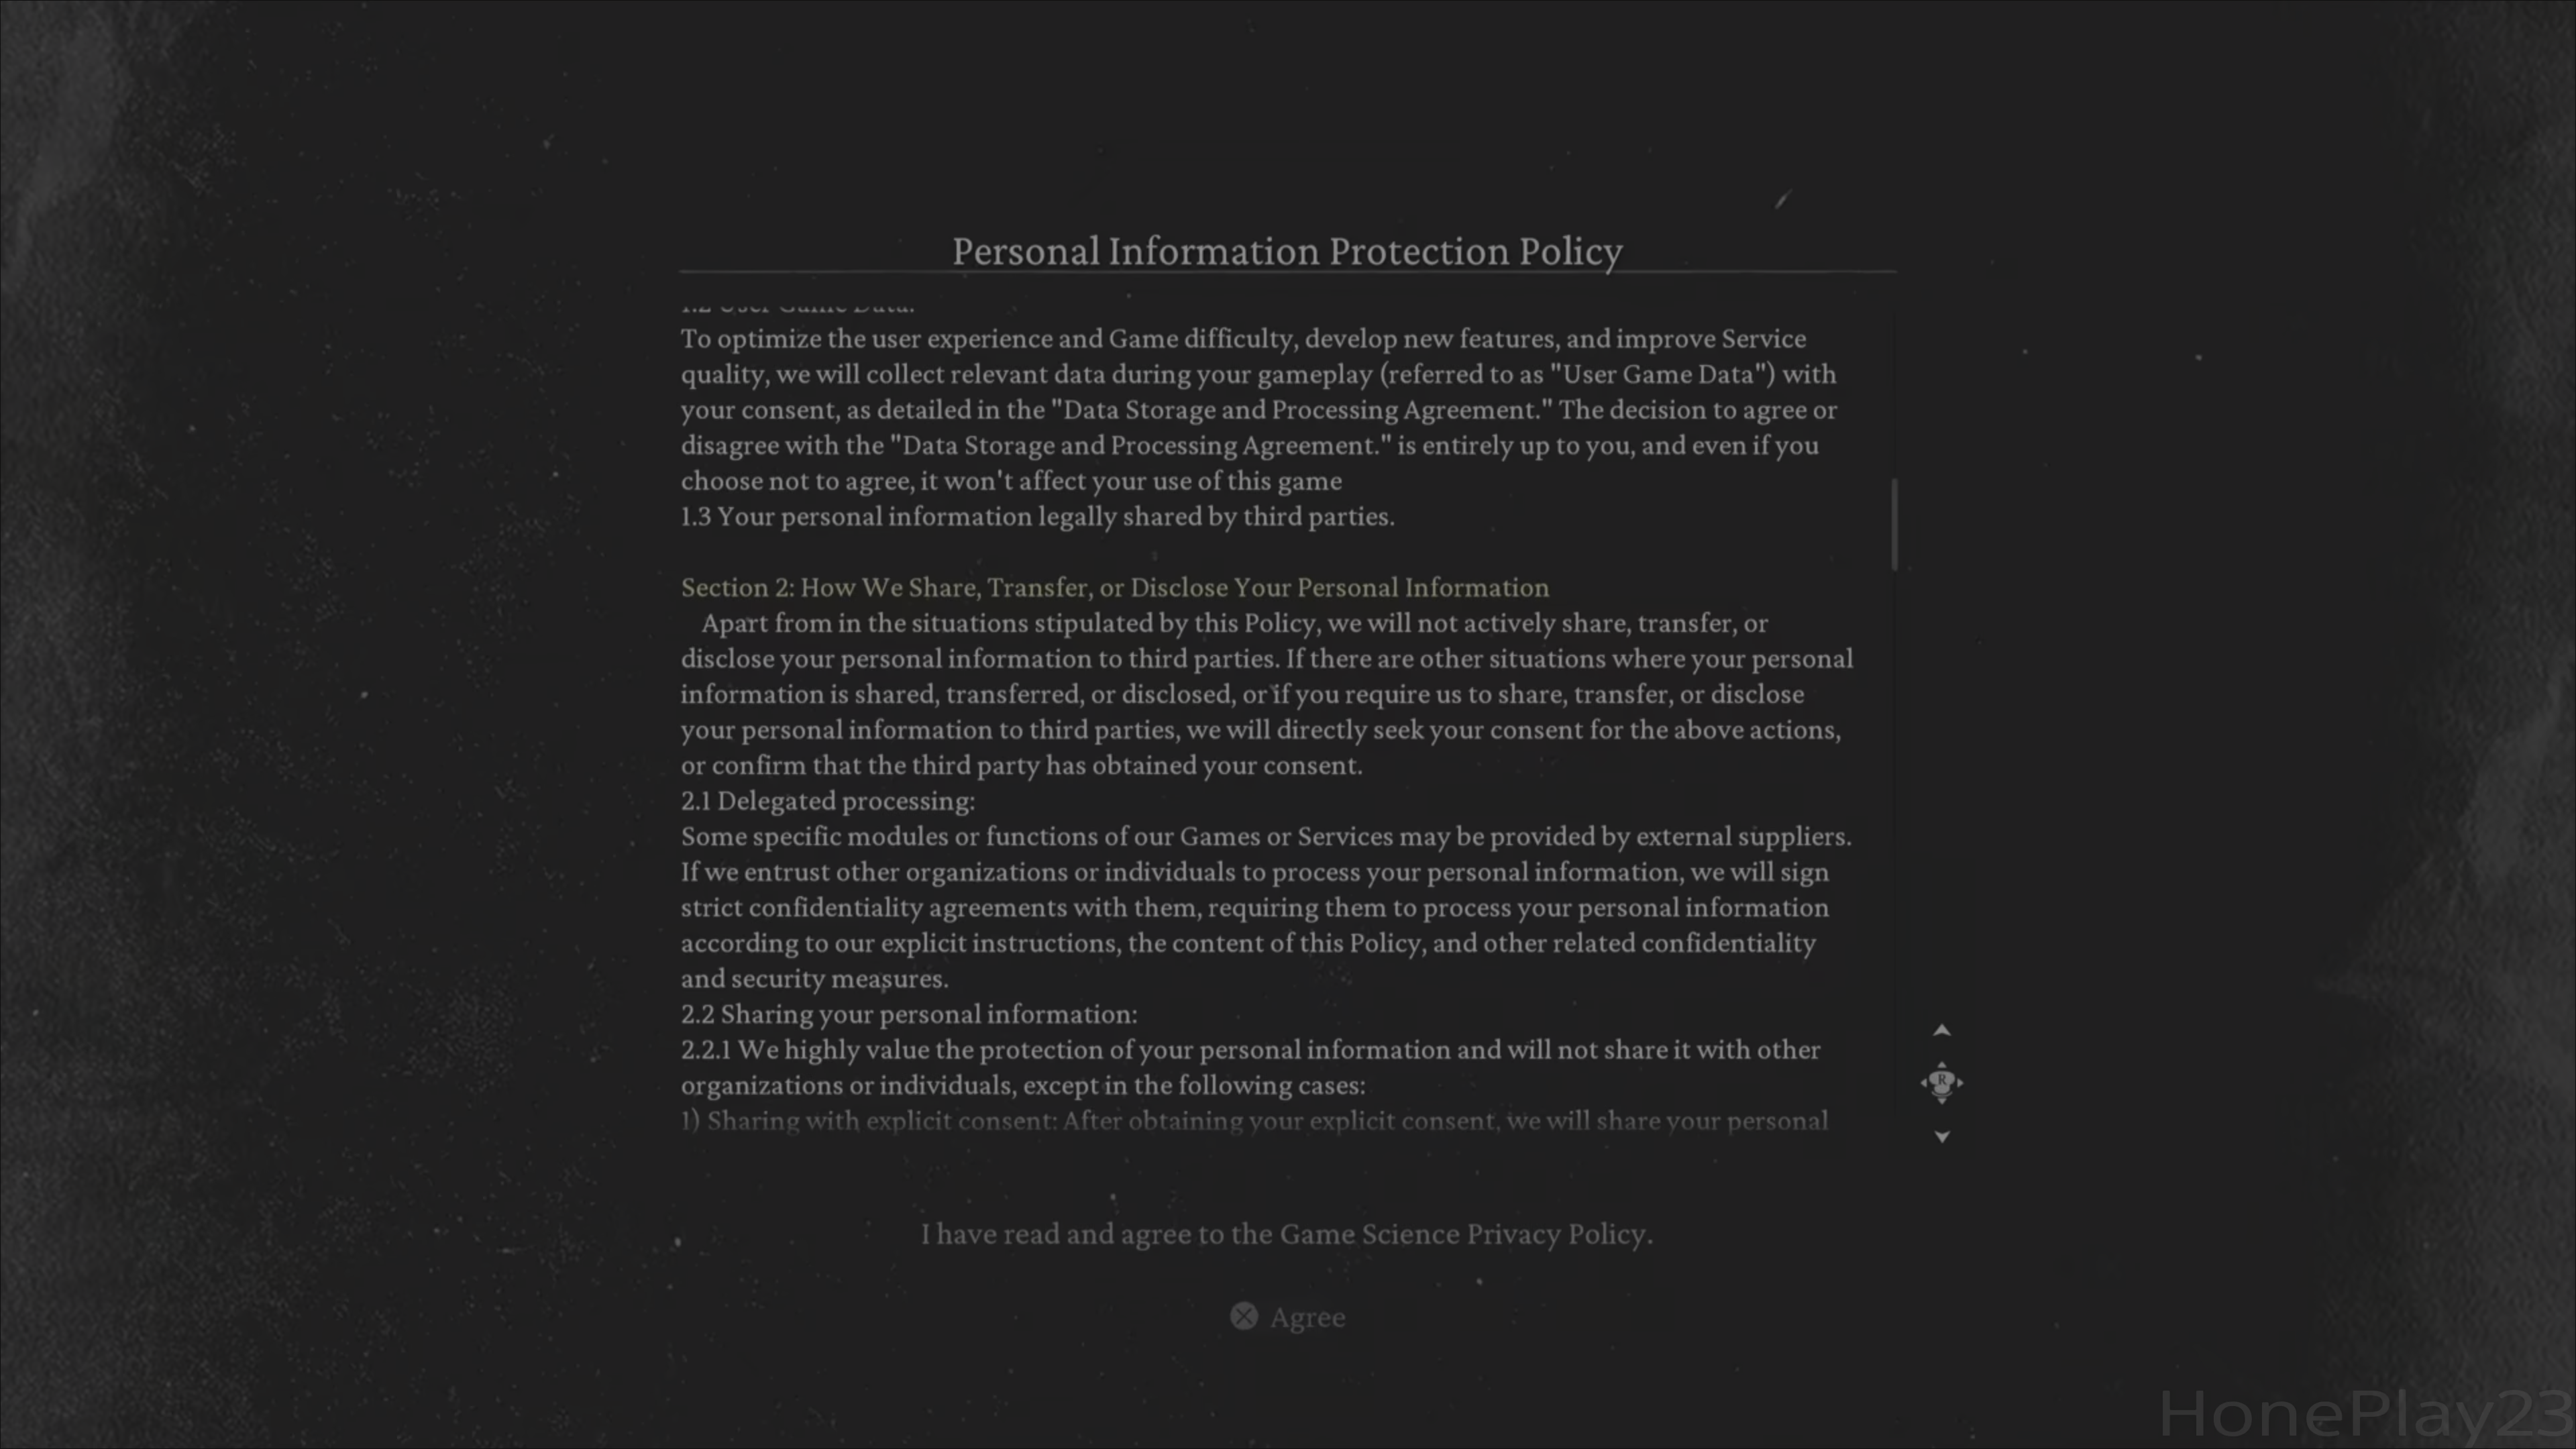 Personal Information Protection Policy
1.2 User Game Data:
To optimize the user experience and Game difficulty, develop new features, and improve Service
quality, we will collect relevant data during your gameplay (referred to as "User Game Data") with
your consent, as detailed in the "Data Storage and Processing Agreement." The decision to agree or
disagree with the "Data Storage and Processing Agreement." is entirely up to you, and even if you
choose not to agree, it won't affect your use of this game
1.3 Your personal information legally shared by third parties.
Section 2: How We Share, Transfer, or Disclose Your Personal Information
Apart from in the situations stipulated by this Policy, we will not actively share, transfer, or
disclose your personal information to third parties. If there are other situations where your personal
information is shared, transferred, or disclosed, or if you require us to share, transfer, or disclose
your personal information to third parties, we will directly seek your consent for the above actions,
or confirm that the third party has obtained your consent.
2.1 Delegated processing:
Some specific modules or functions of our Games or Services may be provided by external suppliers.
If we entrust other organizations or individuals to process your personal information, we will sign
strict confidentiality agreements with them, requiring them to process your personal information
according to our explicit instructions, the content of this Policy, and other related confidentiality
and security measures.
2.2 Sharing your personal information:
2.2.1 We highly value the protection of your personal information and will not share it with other
organizations or individuals, except in the following cases:
1) Sharing with explicit consent: After obtaining your explicit consent, we will share your personal
R
I have read and agree to the Game Science Privacy Policy.
Agree
HonePlay23